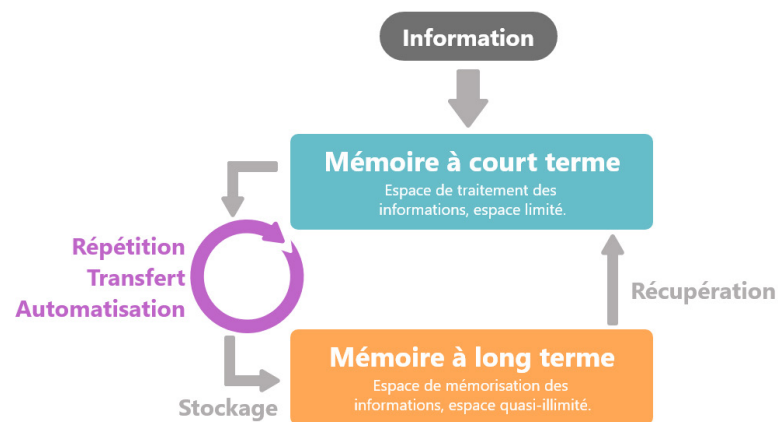 Information
Mémoire à court terme
Espace de traitement des
informations, espace limité.
Répétition
Transfert
Automatisation
Récupération
Mémoire à long terme
Espace de mémorisation des
informations, espace quasi-illimité.
Stockage